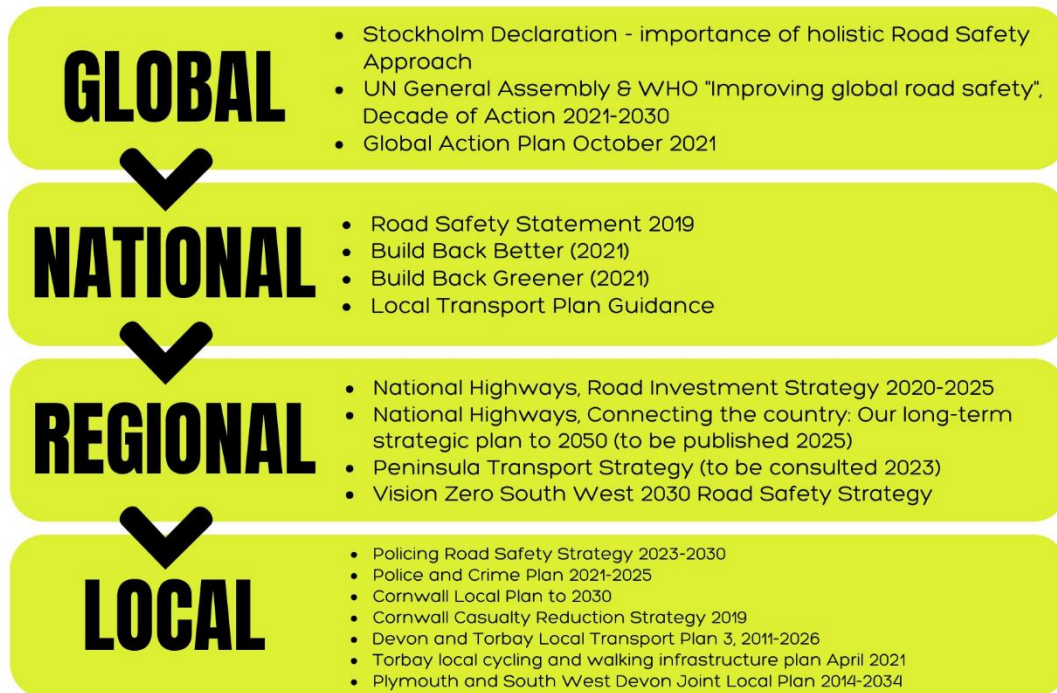 GLOBAL
• Stockholm Declaration - importance of holistic Road Safety
Approach
• UN General Assembly & WHO "Improving global road safety",
Decade of Action 2021-2030
• Global Action Plan October 2021
NATIONAL
• Road Safety Statement 2019
• Build Back Better (2021)
• Build Back Greener (2021)
• Local Transport Plan Guidance
REGIONAL
• National Highways, Road Investment Strategy 2020-2025
• National Highways, Connecting the country: Our long-term
strategic plan to 2050 (to be published 2025)
• Peninsula Transport Strategy (to be consulted 2023)
• Vision Zero South West 2030 Road Safety Strategy
LOCAL
• Policing Road Safety Strategy 2023-2030
• Police and Crime Plan 2021-2025
• Cornwall Local Plan to 2030
• Cornwall Casualty Reduction Strategy 2019
• Devon and Torbay Local Transport Plan 3, 2011-2026
• Torbay local cycling and walking infrastructure plan April 2021
• Plymouth and South West Devon Joint Local Plan 2014-2034